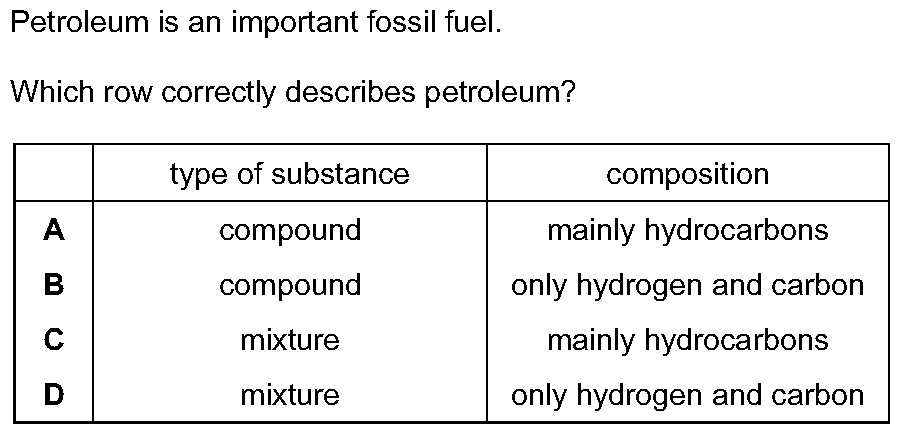 Petroleum is an important fossil fuel.
Which row correctly describes petroleum?
type of substance composition
A compound mainly hydrocarbons
B compound only hydrogen and carbon
C mixture mainly hydrocarbons
D mixture only hydrogen and carbon